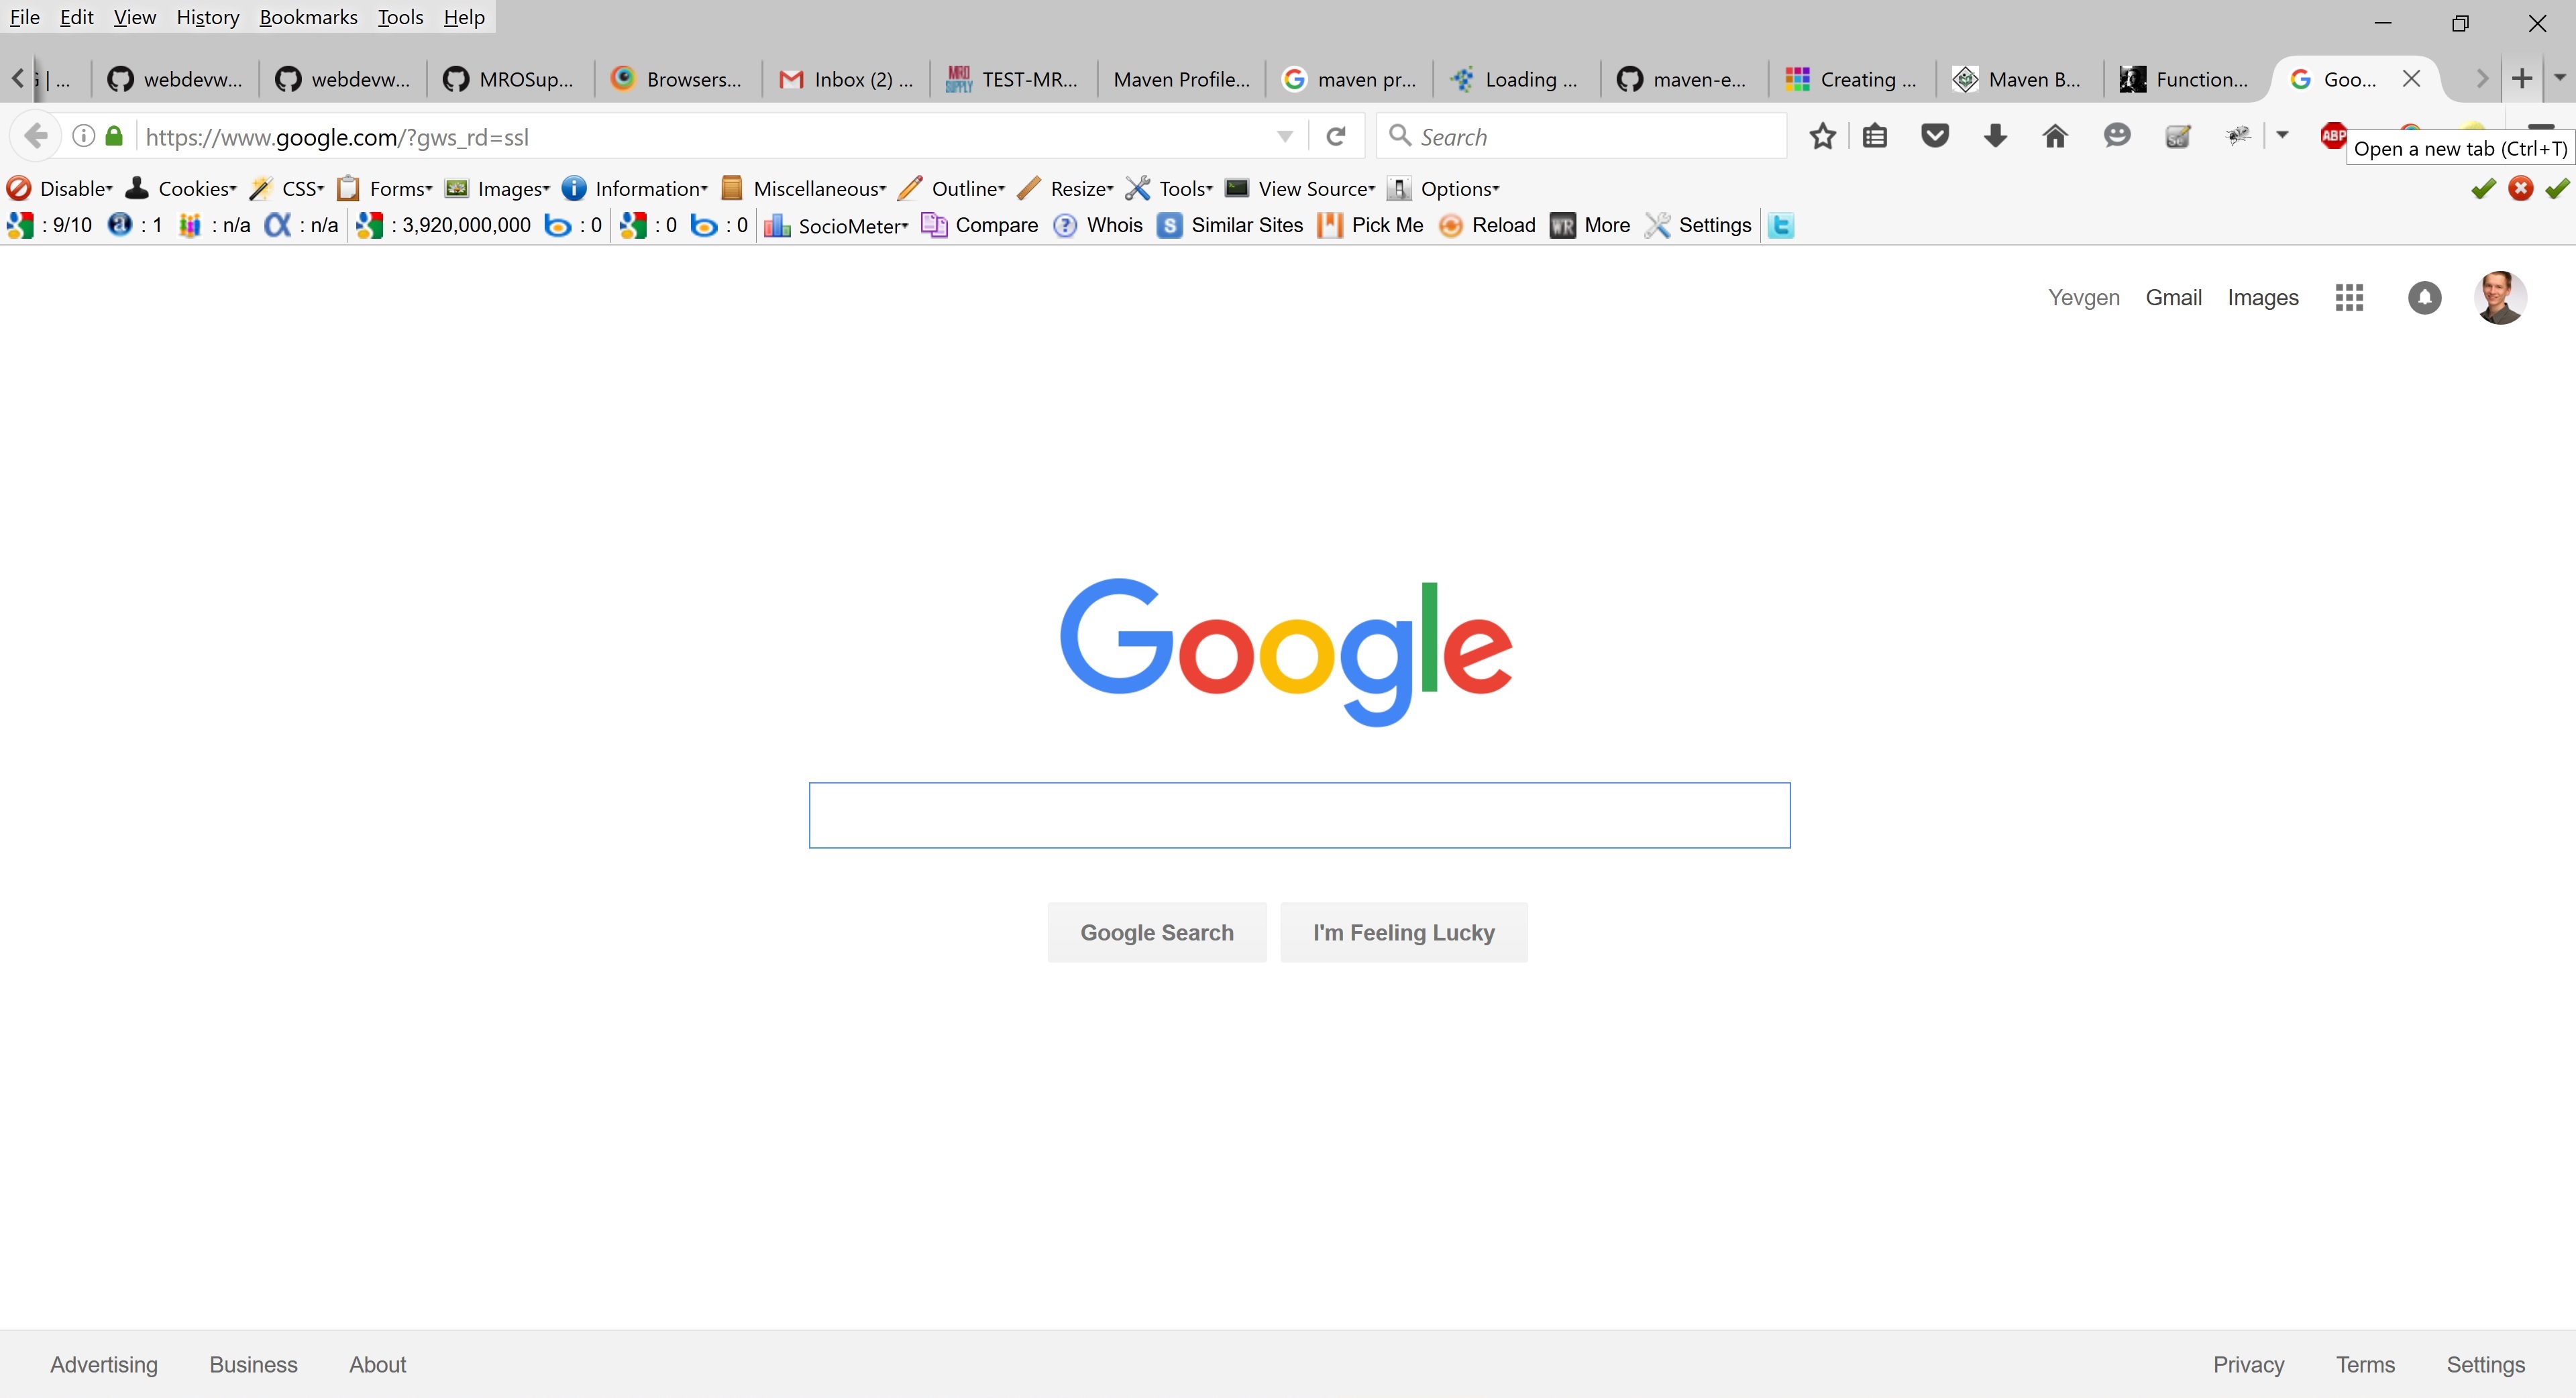 File Edit View History Bookmarks Tools Help
| ... webdevw... webdevw... MROSup... Browsers... Inbox (2) ... MRO SUPPLY TEST-MR... Maven Profile... maven pr... Loading ... maven-e... Creating ... Maven B... Function... Goo...
https://www.google.com/?gws_rd=ssl Search ABP
Open a new tab (Ctrl+T)
Disable Cookies CSS Forms Images Information Miscellaneous Outline Resize Tools View Source Options
: 9/10 : 1 : n/a : n/a : 3,920,000,000 : 0 : 0 : 0 SocioMeter Compare Whois S Similar Sites Pick Me Reload WR More Settings
Yevgen Gmail Images
Google
Google Search I'm Feeling Lucky
Advertising Business About Privacy Terms Settings